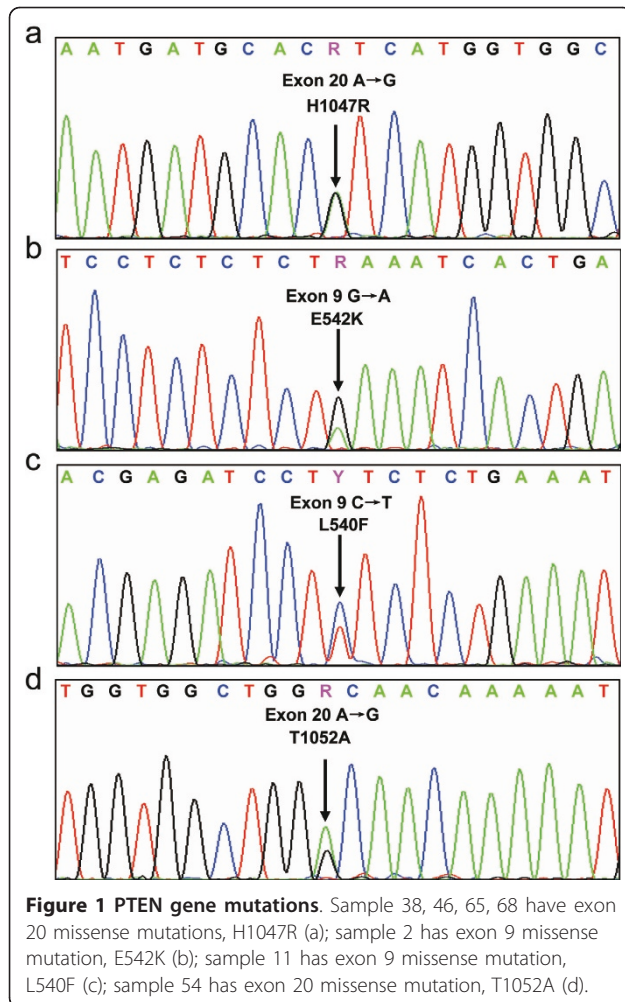 a
A A T G A T G C A C R T C A T G G T G G C
Exon 20 A→G
H1047R
b
T C C T C T C T C T R A A A T C A C T G A
Exon 9 G→A
E542K
c
A C G A G A T C C T Y T C T C T G A A A T
Exon 9 C→T
L540F
d
T G G T G G C T G G R C A A C A A A A A T
Exon 20 A→G
T1052A
Figure 1 PTEN gene mutations. Sample 38, 46, 65, 68 have exon
20 missense mutations, H1047R (a); sample 2 has exon 9 missense
mutation, E542K (b); sample 11 has exon 9 missense mutation,
L540F (c); sample 54 has exon 20 missense mutation, T1052A (d).